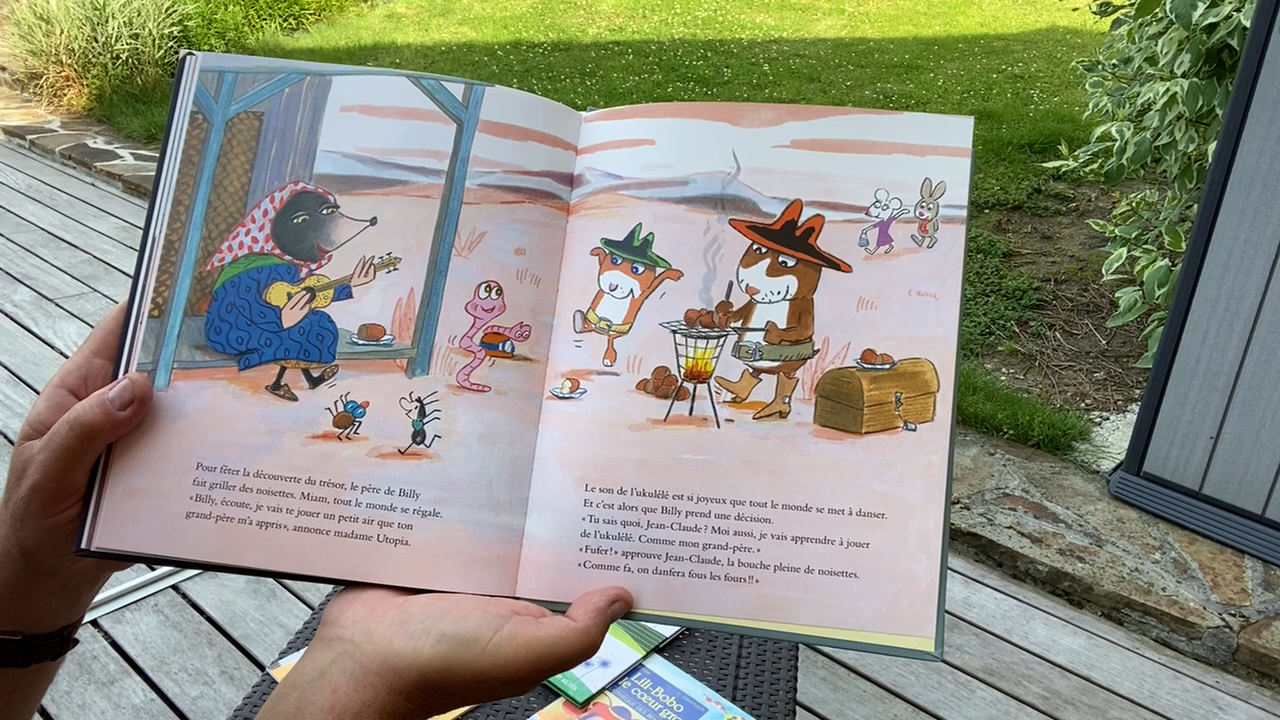 Pour fêter la découverte du trésor, le père de Billy
fait griller des noisettes. Miam, tout le monde se régale.
«Billy, écoute, je vais te jouer un petit air que ton
grand-père m'a appris», annonce madame Utopia.
Le son de l'ukulélé est si joyeux que tout le monde se met à danser.
Et c'est alors que Billy prend une décision.
«Tu sais quoi, Jean-Claude? Moi aussi, je vais apprendre à jouer
de l'ukulélé. Comme mon grand-père.»
«Fufer!» approuve Jean-Claude, la bouche pleine de noisettes.
«Comme fa, on danfera fous les fours!!»
Lili-Bobo
le cœur gro